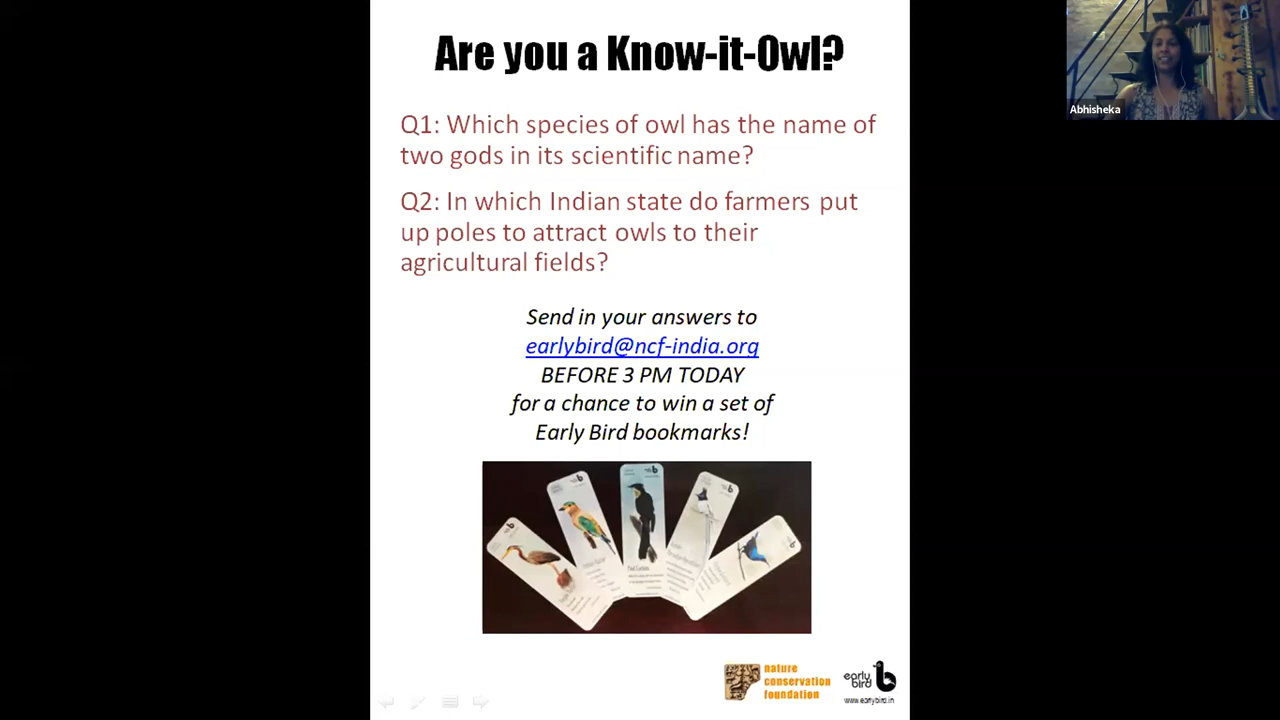 Are you a Know-it-Owl?
Abhisheka
Q1: Which species of owl has the name of
two gods in its scientific name?
Q2: In which Indian state do farmers put
up poles to attract owls to their
agricultural fields?
Send in your answers to
earlybird@ncf-india.org
BEFORE 3 PM TODAY
for a chance to win a set of
Early Bird bookmarks!
nature
conservation
foundation
early
bird
www.earlybird.in